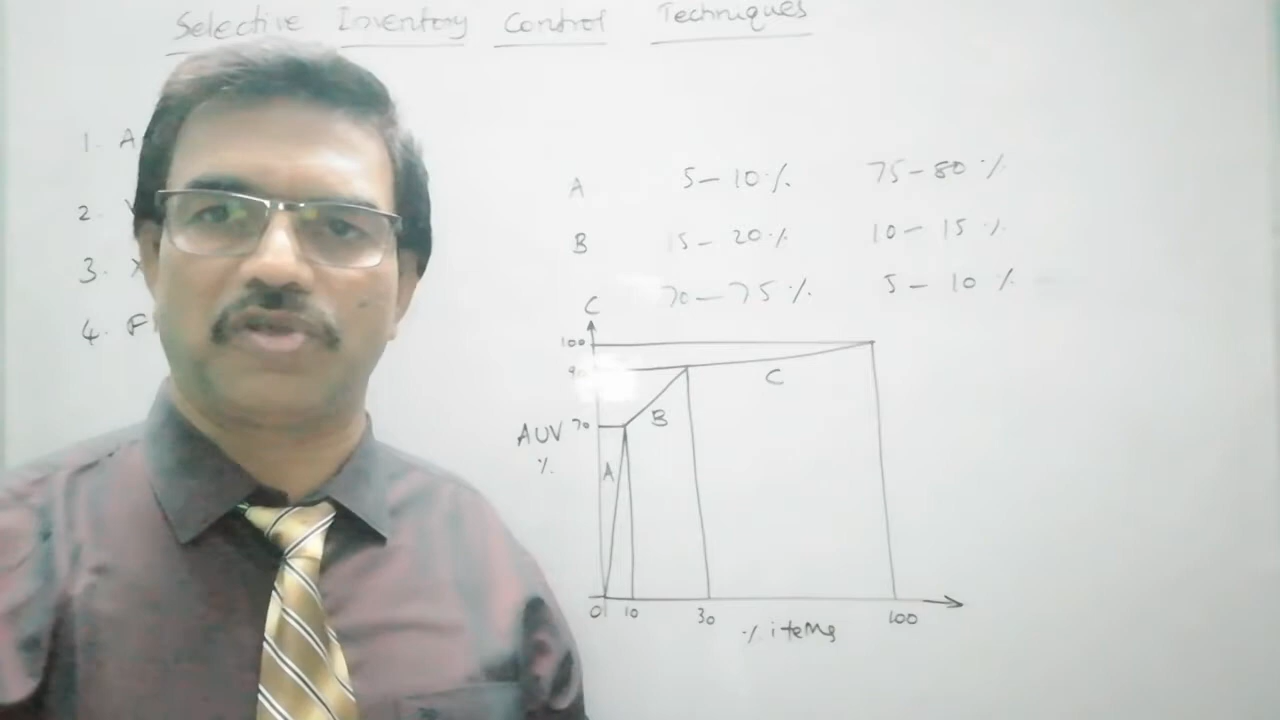 Selective Inventory Control Techniques
1. A
2.
3. X
4. F
A 5-10% 75-80%
B 15-20% 10-15%
C 70-75% 5-10%
100
90
70
AUV
%
A
B
C
0 10 30 100
% items